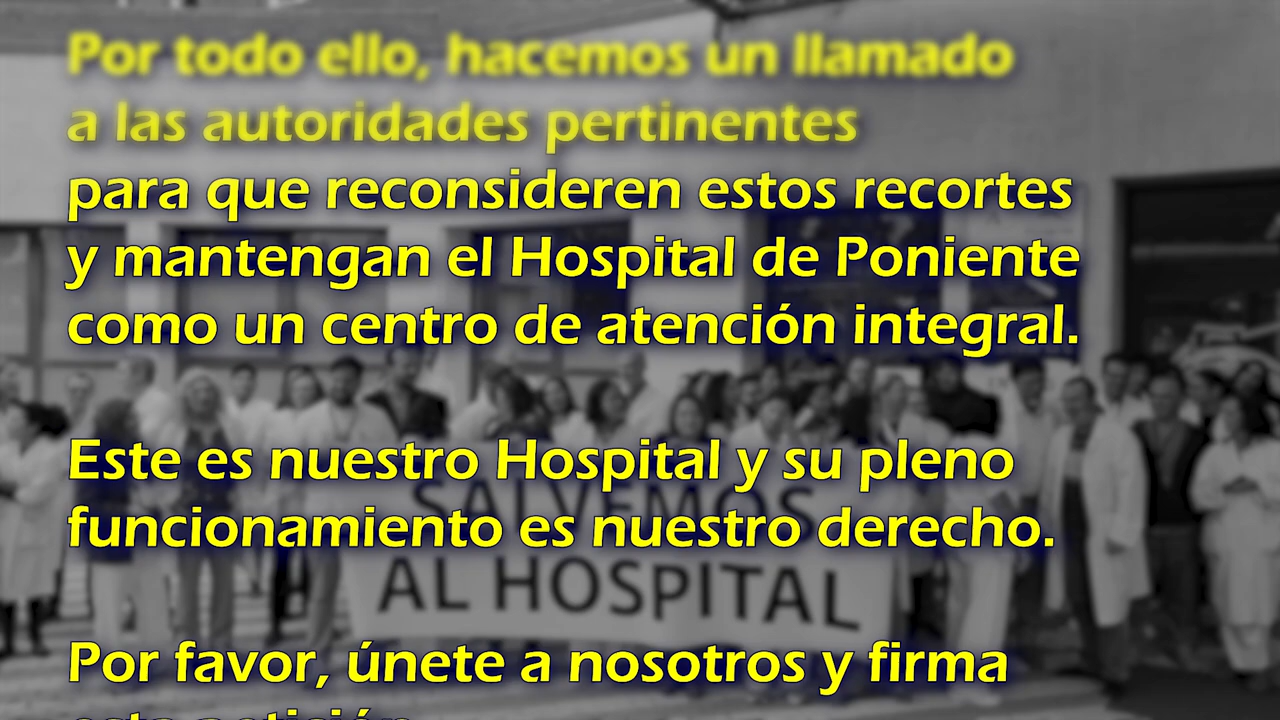 Por todo ello, hacemos un llamado
a las autoridades pertinentes
para que reconsideren estos recortes
y mantengan el Hospital de Poniente
como un centro de atención integral.
Este es nuestro Hospital y su pleno
funcionamiento es nuestro derecho.
SALVEMOS
AL HOSPITAL
Por favor, únete a nosotros y firma
esta petición